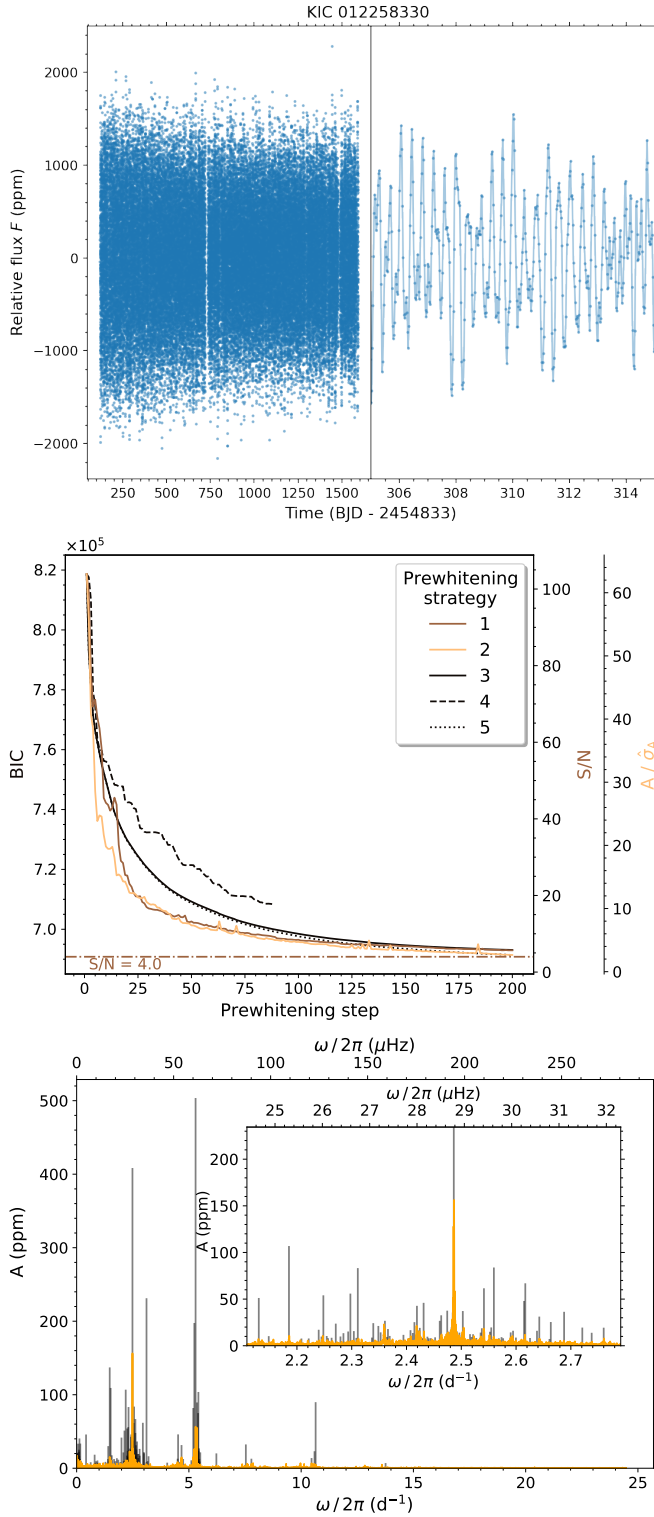 KIC 012258330
Relative flux F (ppm)
2000
1000
0
−1000
−2000
250 500 750 1000 1250 1500 306 308 310 312 314
Time (BJD - 2454833)
×10⁵
BIC
8.2
8.0
7.8
7.6
7.4
7.2
7.0
Prewhitening
strategy
1
2
3
4
5
S/N = 4.0
0 25 50 75 100 125 150 175 200
Prewhitening step
100
80
60
40
20
0
S/N
60
50
40
30
20
10
0
A / σ̂_A
ω/2π (μHz)
0 50 100 150 200 250
A (ppm)
500
400
300
200
100
0
ω/2π (μHz)
25 26 27 28 29 30 31 32
A (ppm)
200
150
100
50
0
2.2 2.3 2.4 2.5 2.6 2.7
ω/2π (d⁻¹)
0 5 10 15 20 25
ω/2π (d⁻¹)